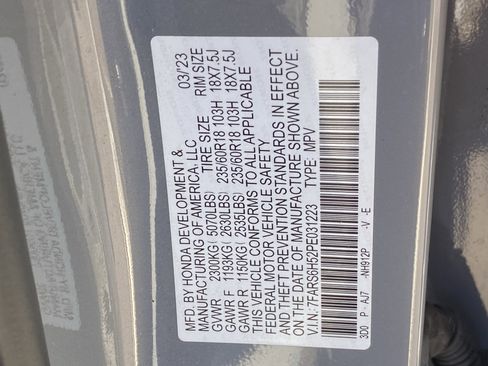 MFD. BY HONDA DEVELOPMENT & 03/23
MANUFACTURING OF AMERICA, LLC
TIRE SIZE RIM SIZE
GVWR 2300KG (5070LBS)
GAWR F 1193KG (2630LBS) 235/60R18 103H 18X7.5J
GAWR R 1150KG (2535LBS) 235/60R18 103H 18X7.5J
THIS VEHICLE CONFORMS TO ALL APPLICABLE
FEDERAL MOTOR VEHICLE SAFETY
THEFT PREVENTION STANDARDS IN EFFECT
ON THE DATE OF MANUFACTURE SHOWN ABOVE.
V.I.N.: 7FARS6H52PE031223 TYPE: MPV
3D0 P - AJ7 -NH912P -V -E